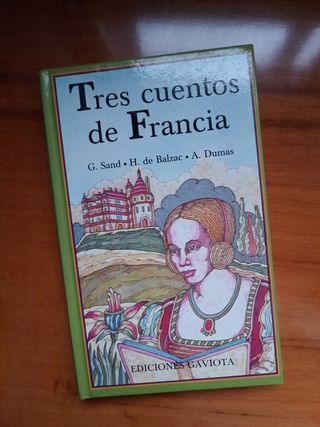 Tres cuentos
de Francia
G. Sand • H. de Balzac • A. Dumas
EDICIONES GAVIOTA